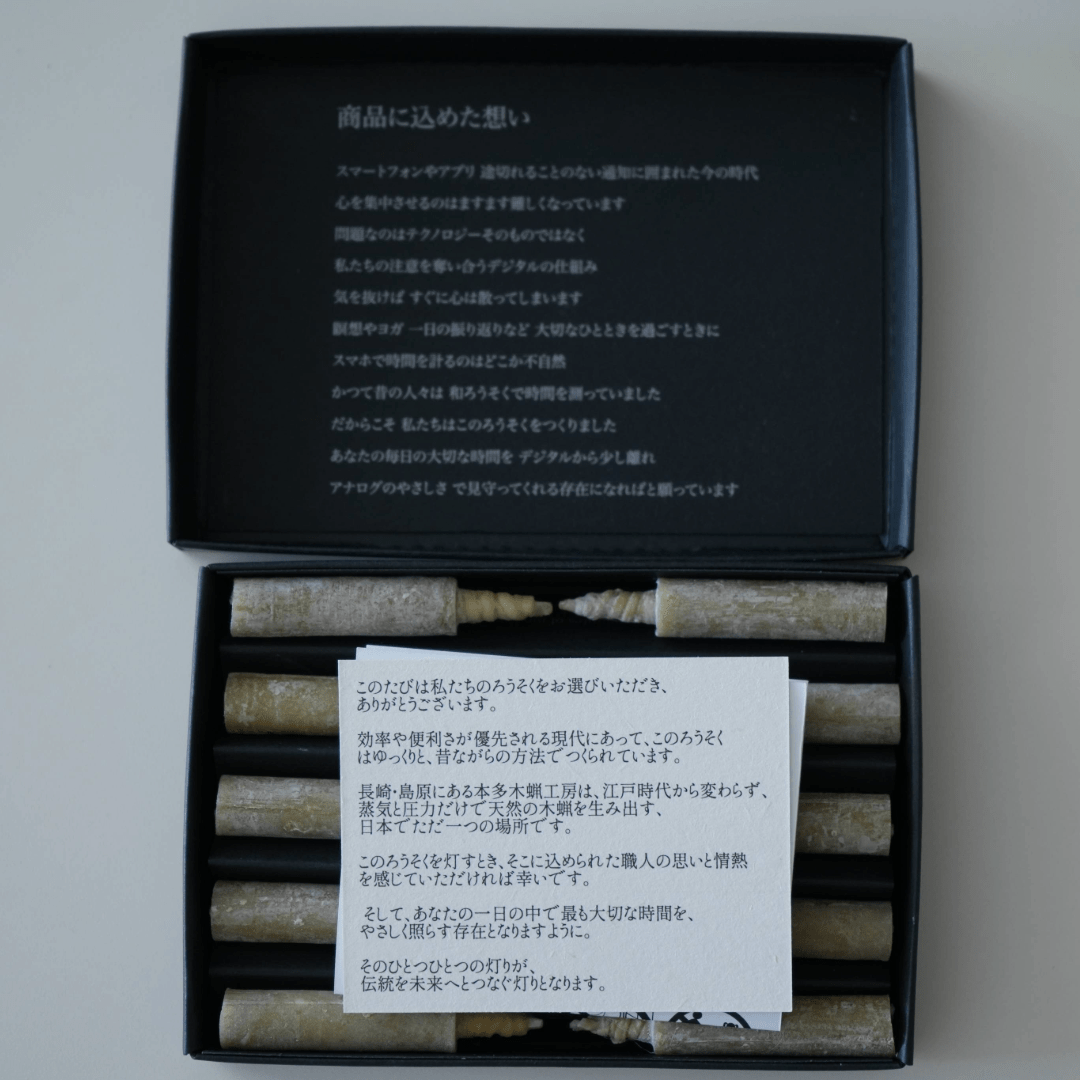 商品に込めた想い
スマートフォンやアプリ 途切れることのない通知に囲まれた今の時代
心を集中させるのはますます難しくなっています
問題なのはテクノロジーそのものではなく
私たちの注意を奪い合うデジタルの仕組み
気を抜けば すぐに心は散ってしまいます
瞑想やヨガ 一日の振り返りなど 大切なひとときを過ごすときに
スマホで時間を計るのはどこか不自然
かつて昔の人々は 和ろうそくで時間を測っていました
だからこそ 私たちはこのろうそくをつくりました
あなたの毎日の大切な時間を デジタルから少し離れ
アナログのやさしさ で見守ってくれる存在になればと願っています
このたびは私たちのろうそくをお選びいただき、
ありがとうございます。
効率や便利さが優先される現代にあって、このろうそく
はゆっくりと、昔ながらの方法で つくられています。
長崎・島原にある本多木蝋工房は、江戸時代から変わらず、
蒸気と圧力だけで天然の木蝋を生み出す、
日本でただ一つの場所です。
このろうそくを灯すとき、そこに込められた職人の思いと情熱
を感じていただければ幸いです。
そして、あなたの一日の中で最も大切な時間を、
やさしく照らす存在となりますように。
そのひとつひとつの灯りが、
伝統を未来へとつなぐ灯りとなります。